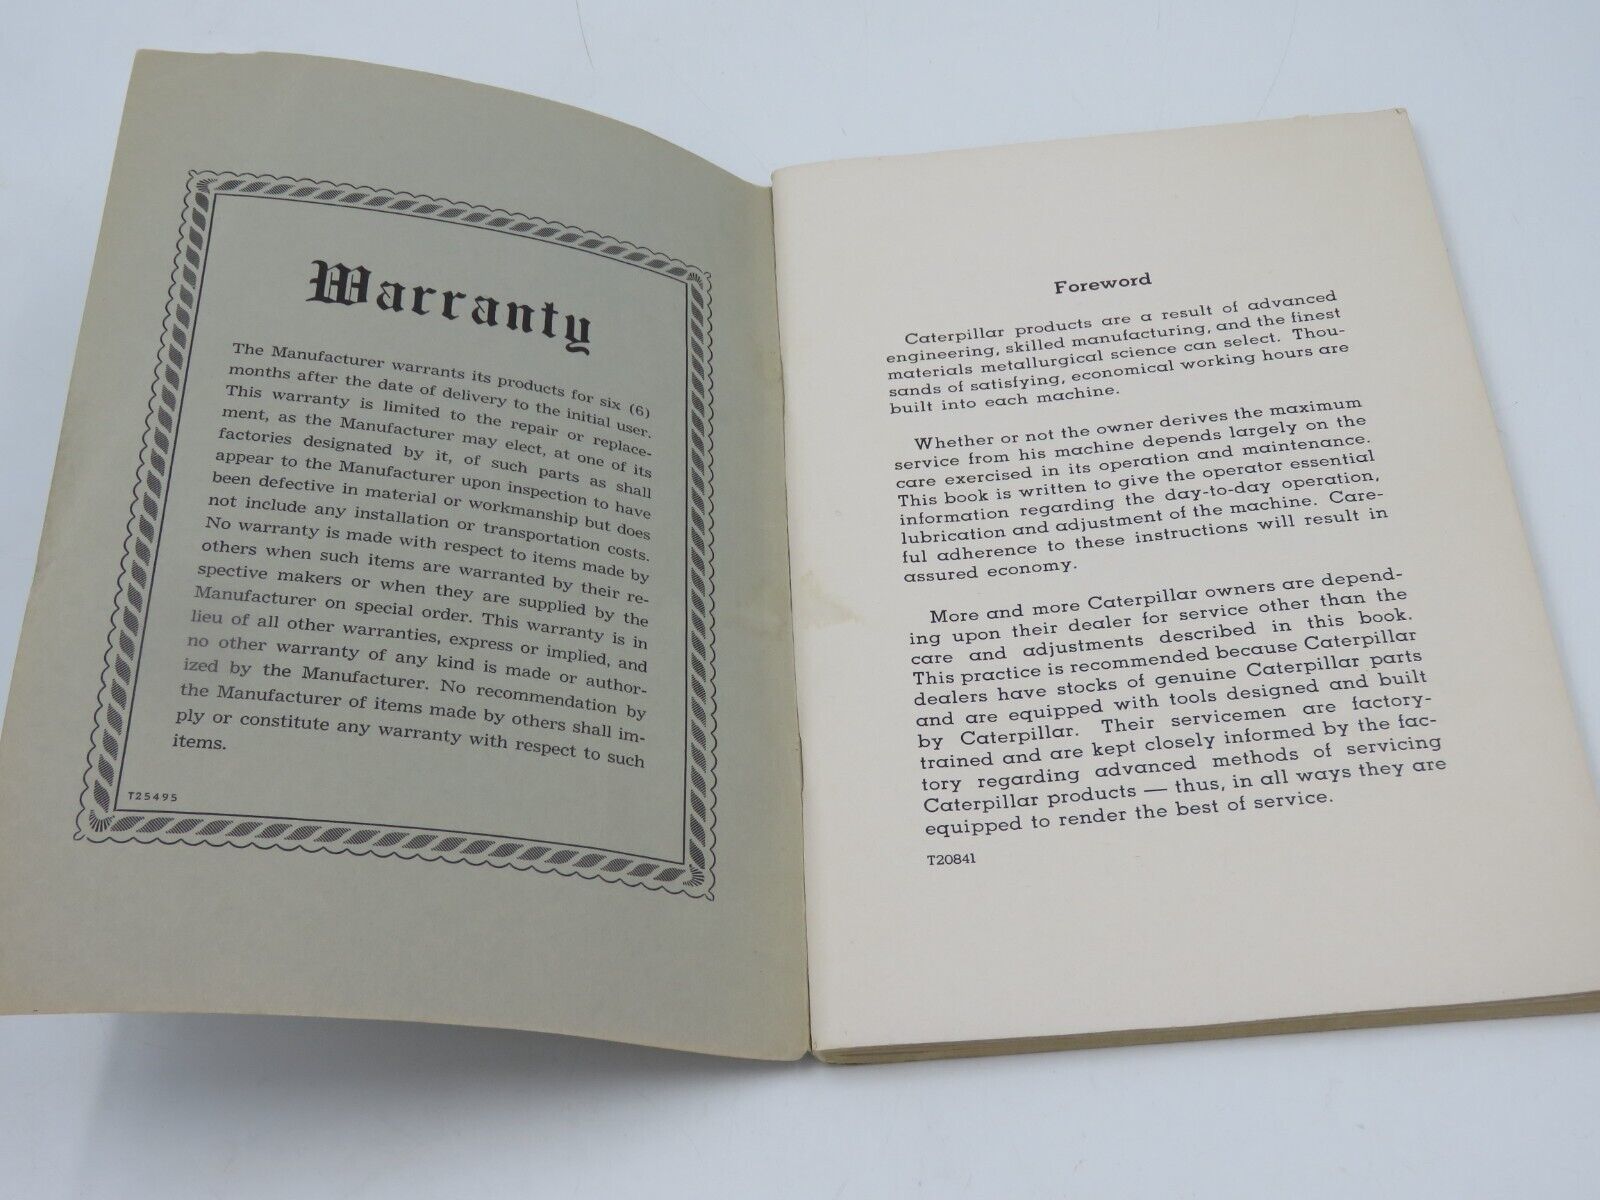 Warranty
The Manufacturer warrants its products for six (6)
months after the date of delivery to the initial user.
This warranty is limited to the repair or replace-
ment, as the Manufacturer may elect, at one of its
factories designated by it, of such parts as shall
appear to the Manufacturer upon inspection to have
been defective in material or workmanship but does
not include any installation or transportation costs.
No warranty is made with respect to items made by
others when such items are warranted by their re-
spective makers or when they are supplied by the
Manufacturer on special order. This warranty is in
lieu of all other warranties, express or implied, and
no other warranty of any kind is made or author-
ized by the Manufacturer. No recommendation by
the Manufacturer of items made by others shall im-
ply or constitute any warranty with respect to such
items.
T25495
Foreword
Caterpillar products are a result of advanced
engineering, skilled manufacturing, and the finest
materials metallurgical science can select. Thou-
sands of satisfying, economical working hours are
built into each machine.
Whether or not the owner derives the maximum
service from his machine depends largely on the
care exercised in its operation and maintenance.
This book is written to give the operator essential
information regarding the day-to-day operation,
lubrication and adjustment of the machine. Care-
ful adherence to these instructions will result in
assured economy.
More and more Caterpillar owners are depend-
ing upon their dealer for service other than the
care and adjustments described in this book.
This practice is recommended because Caterpillar
dealers have stocks of genuine Caterpillar parts
and are equipped with tools designed and built
by Caterpillar. Their servicemen are factory-
trained and are kept closely informed by the fac-
tory regarding advanced methods of servicing
Caterpillar products — thus, in all ways they are
equipped to render the best of service.
T20841